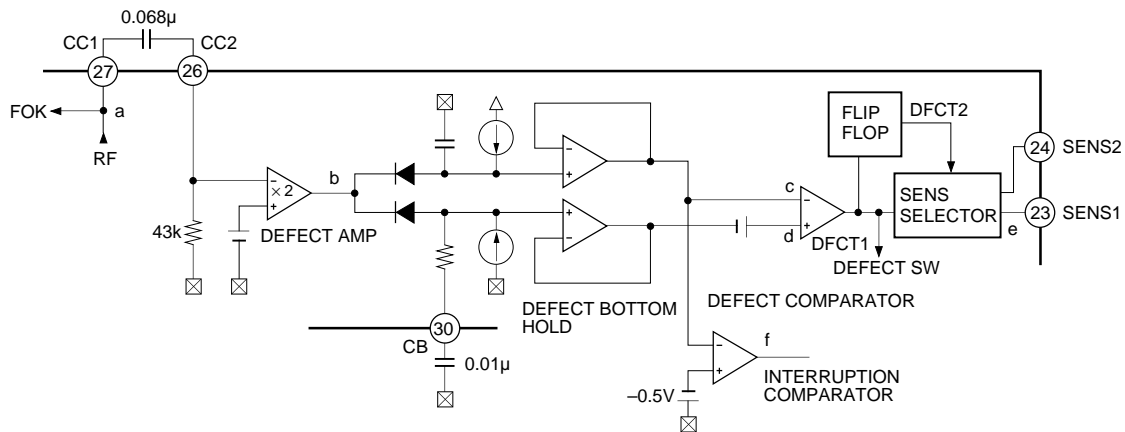 0.068µ
CC1
CC2
27
26
FOK
a
RF
43k
–
× 2
+
DEFECT AMP
b
–
+
+
–
DEFECT BOTTOM
HOLD
30
CB
0.01µ
c
d
–
+
DFCT1
DEFECT SW
DEFECT COMPARATOR
FLIP
FLOP
DFCT2
SENS
SELECTOR
e
24
SENS2
23
SENS1
–
+
f
–0.5V
INTERRUPTION
COMPARATOR